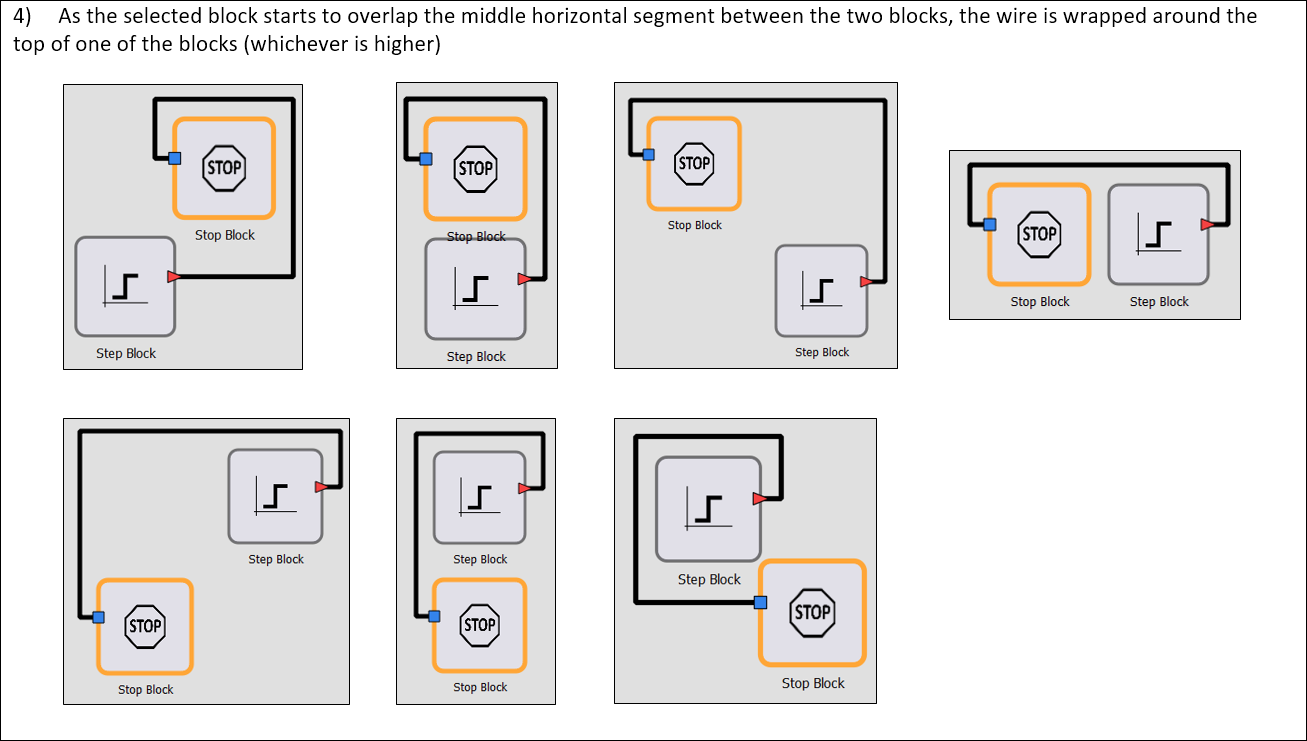 4) As the selected block starts to overlap the middle horizontal segment between the two blocks, the wire is wrapped around the
top of one of the blocks (whichever is higher)
STOP
Stop Block
Step Block
STOP
Stop Block
Step Block
STOP
Stop Block
Step Block
STOP
Stop Block Step Block
Step Block
STOP
Stop Block
Step Block
STOP
Stop Block
Step Block
STOP
Stop Block